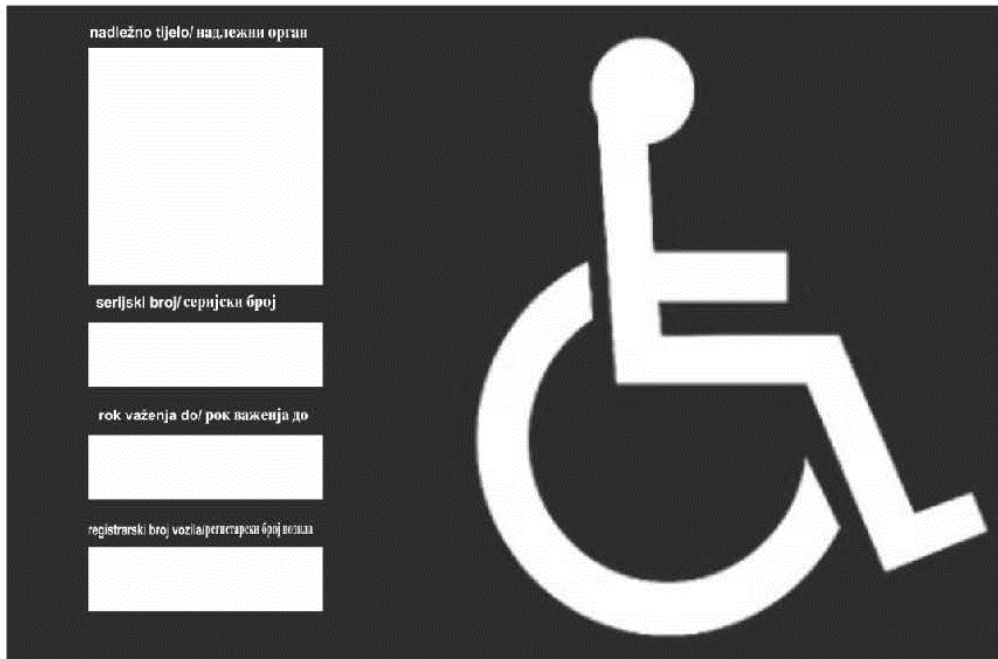 nadležno tijelo/ надлежни орган
serijski broj/ серијски број
rok važenja do/ рок важенја до
registrarski broj vozila/регистарски број возила